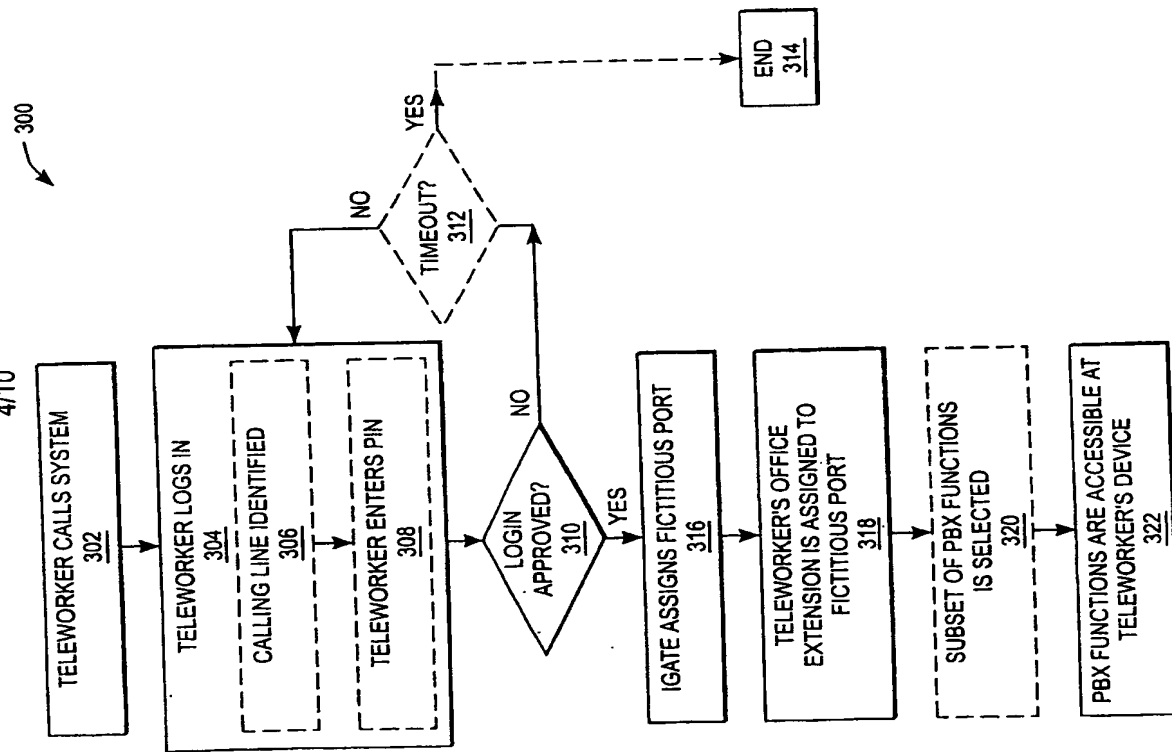 4/10
300
TELEWORKER CALLS SYSTEM
302
TELEWORKER LOGS IN
304
CALLING LINE IDENTIFIED
306
TELEWORKER ENTERS PIN
308
LOGIN
APPROVED?
310
NO
TIMEOUT?
312
NO
YES
END
314
YES
IGATE ASSIGNS FICTITIOUS PORT
316
TELEWORKER'S OFFICE
EXTENSION IS ASSIGNED TO
FICTITIOUS PORT
318
SUBSET OF PBX FUNCTIONS
IS SELECTED
320
PBX FUNCTIONS ARE ACCESSIBLE AT
TELEWORKER'S DEVICE
322